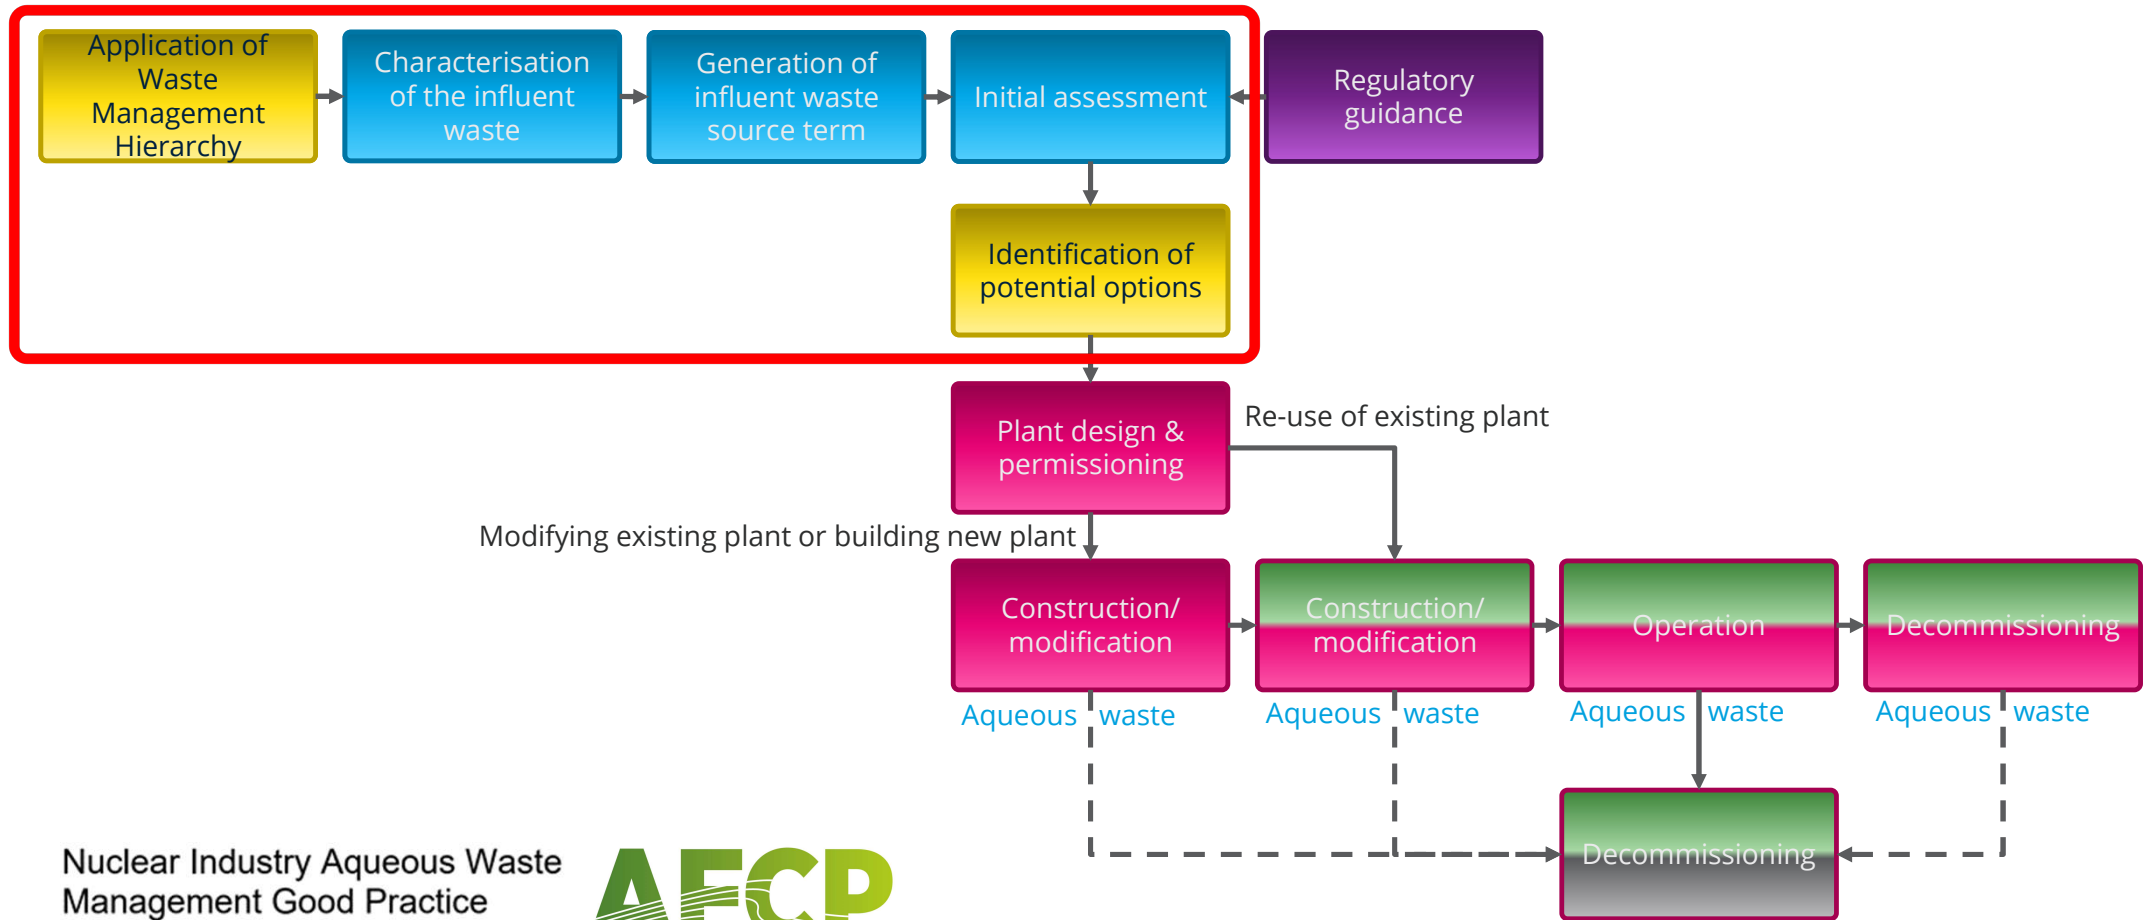 Application of
Waste
Management
Hierarchy
Characterisation
of the influent
waste
Generation of
influent waste
source term
Initial assessment
Regulatory
guidance
Identification of
potential options
Plant design &
permissioning
Re-use of existing plant
Modifying existing plant or building new plant
Construction/
modification
Construction/
modification
Operation
Decommissioning
Aqueous waste
Aqueous waste
Aqueous waste
Aqueous waste
Decommissioning
Nuclear Industry Aqueous Waste
Management Good Practice
AECP